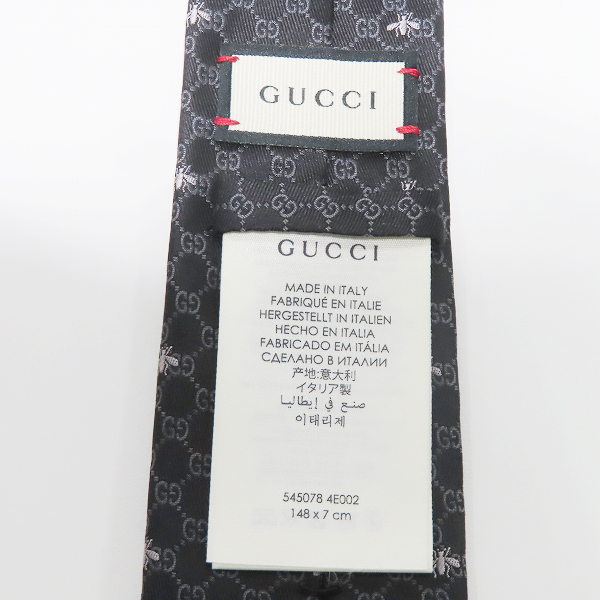 GUCCI
GUCCI
MADE IN ITALY
FABRIQUÉ EN ITALIE
HERGESTELLT IN ITALIEN
HECHO EN ITALIA
FABRICADO EM ITÁLIA
СДЕЛАНО В ИТАЛИИ
产地:意大利
イタリア製
صنع في إيطاليا
이태리제
545078 4E002
148 x 7 cm